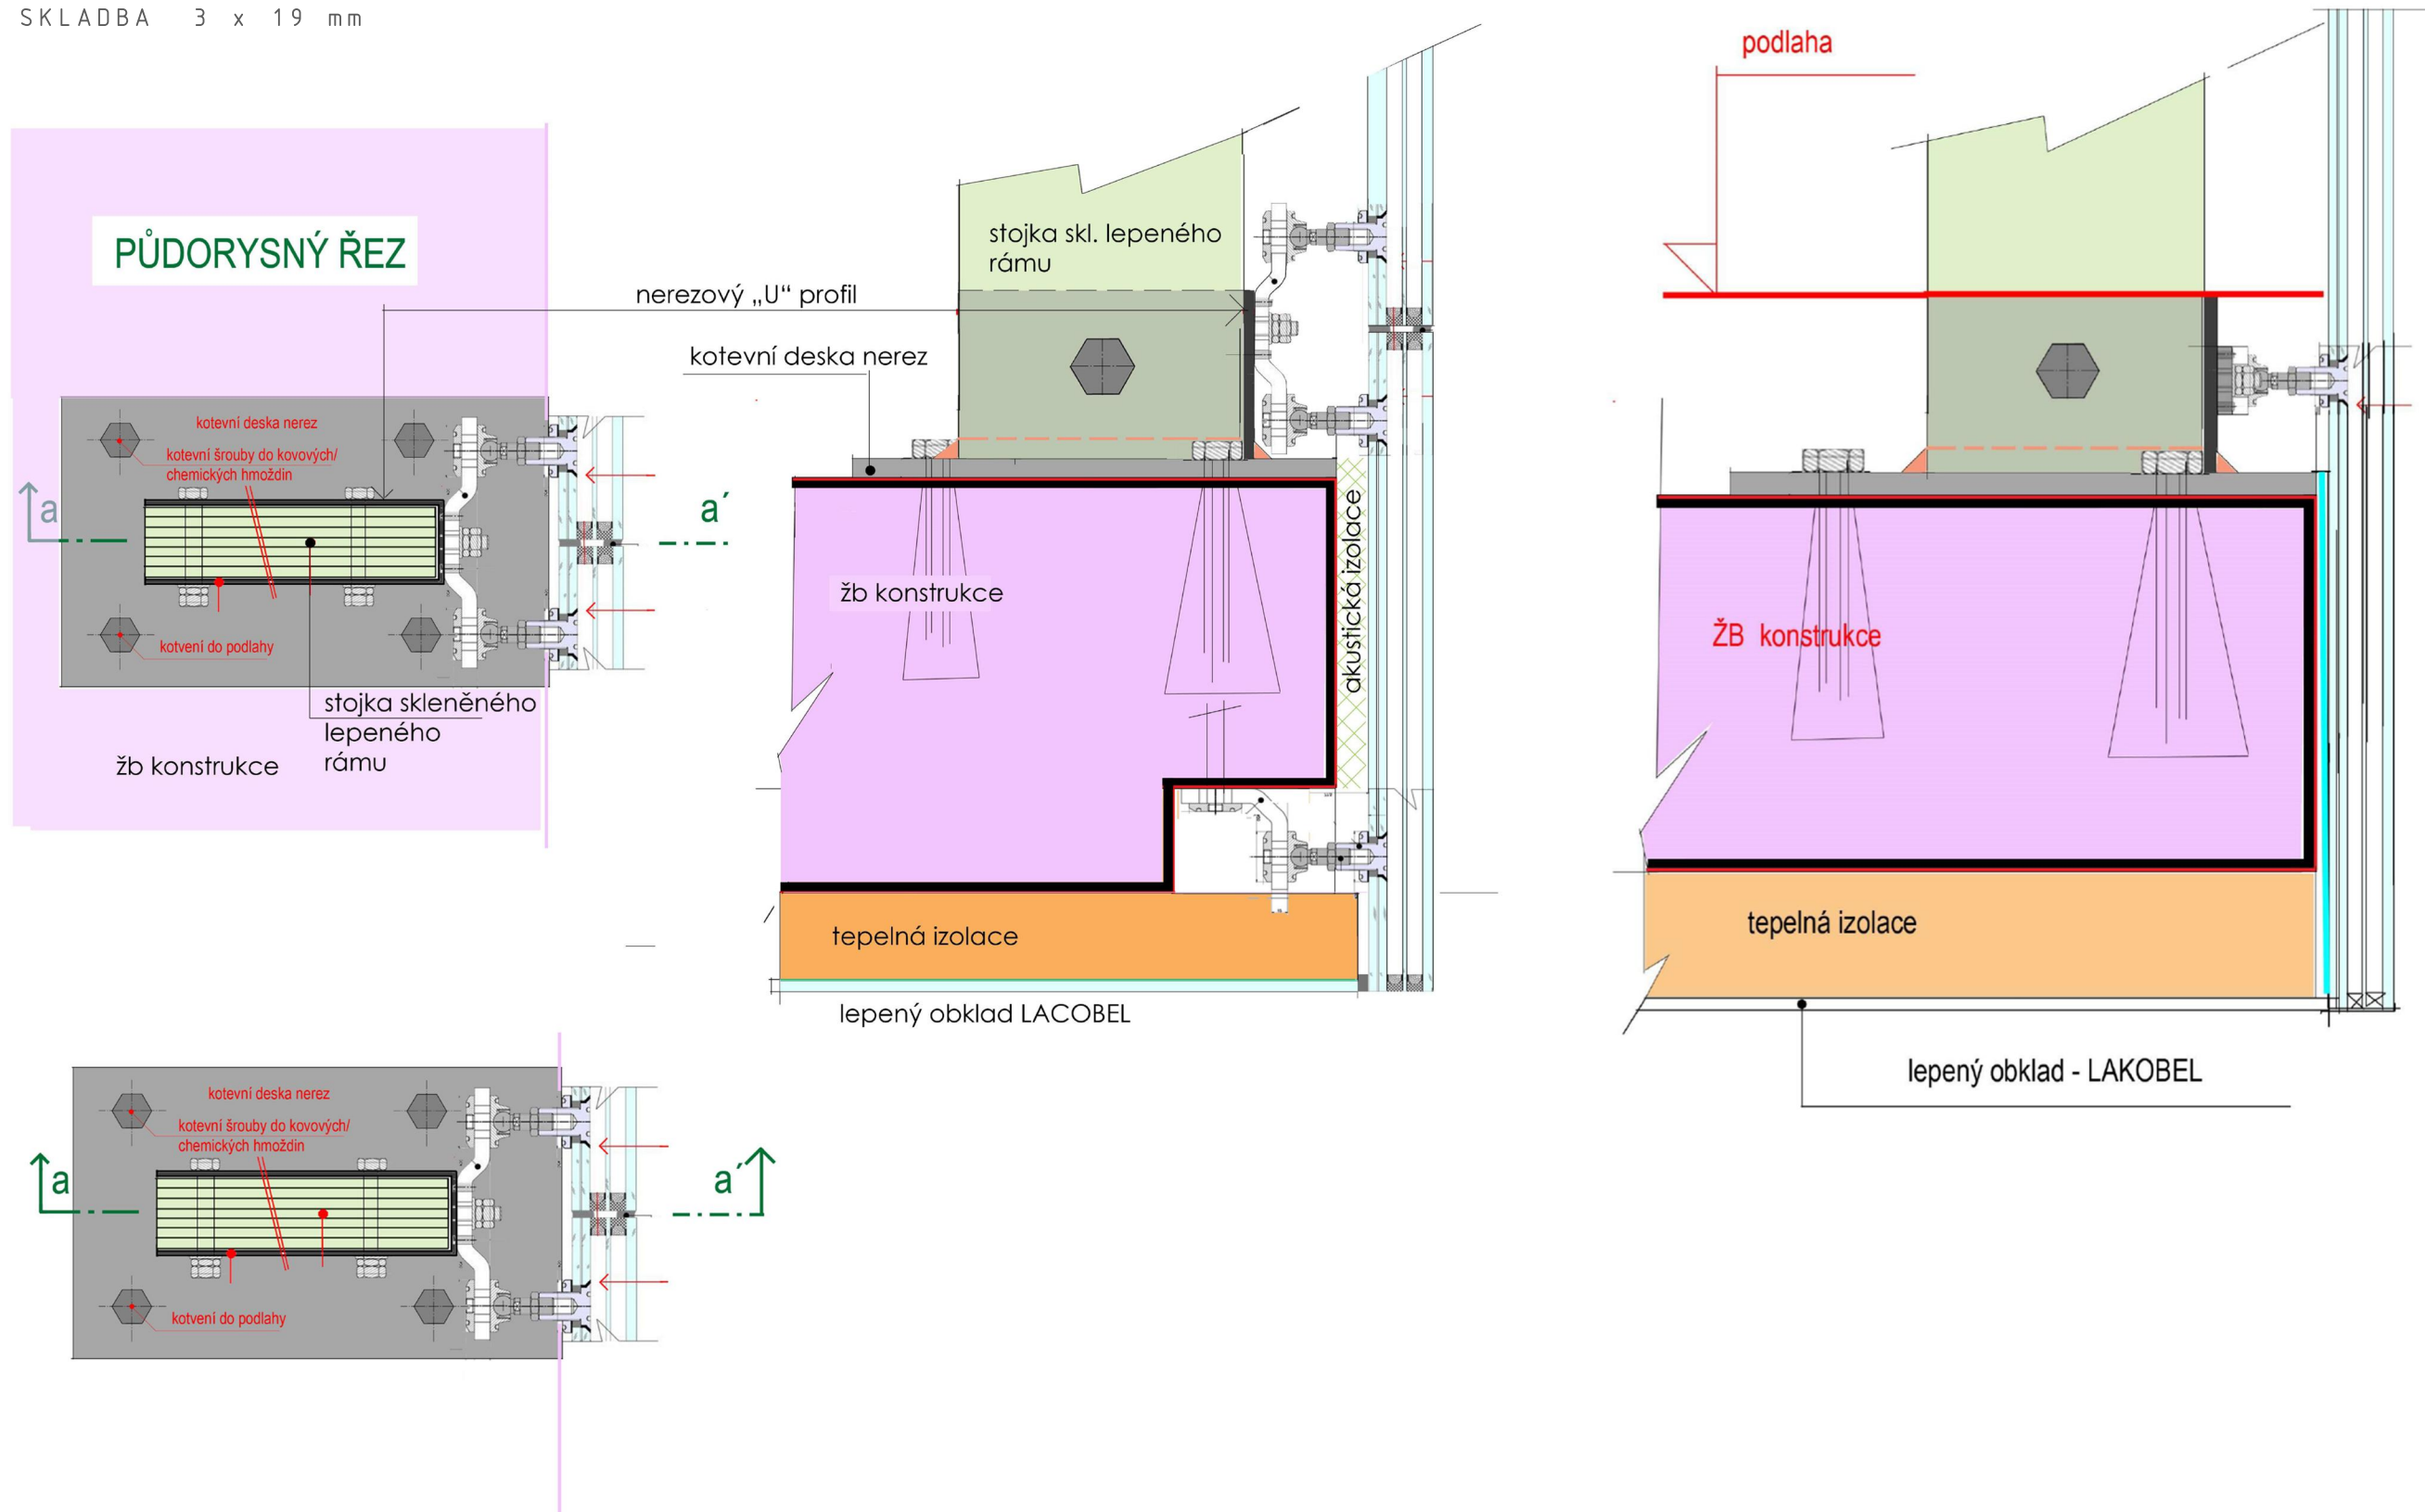 SKLADBA 3 x 19 mm
PŮDORYSNÝ ŘEZ
kotevní deska nerez
kotevní šrouby do kovových/
chemických hmoždin
a
a´
kotvení do podlahy
stojka skleněného
lepeného
rámu
žb konstrukce
nerezový „U“ profil
kotevní deska nerez
stojka skl. lepeného
rámu
žb konstrukce
akustická izolace
tepelná izolace
lepený obklad LACOBEL
podlaha
ŽB konstrukce
tepelná izolace
lepený obklad - LAKOBEL
kotevní deska nerez
kotevní šrouby do kovových/
chemických hmoždin
a
a´
kotvení do podlahy